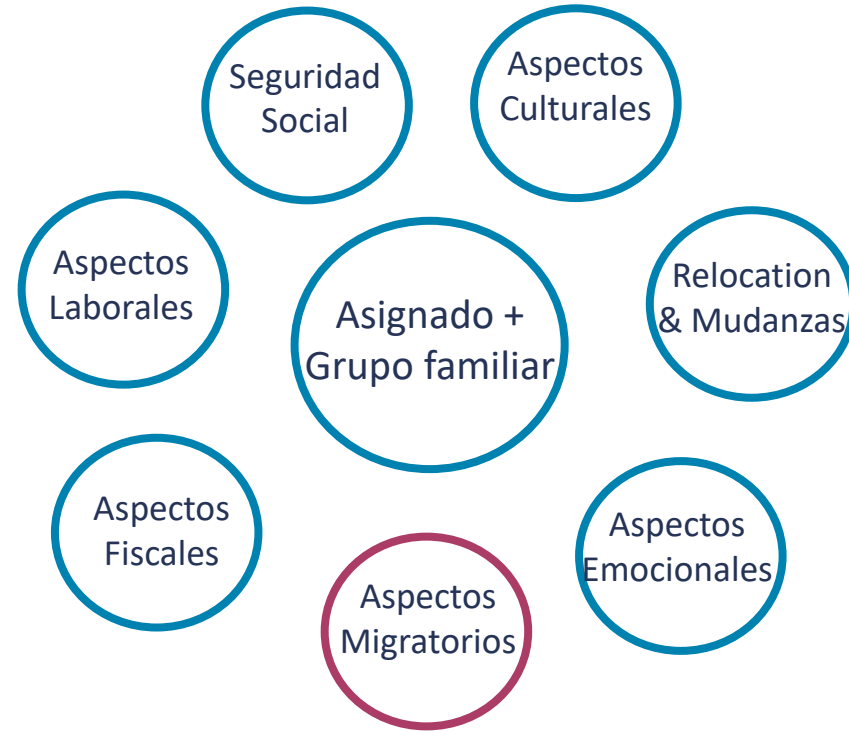 Seguridad
Social
Aspectos
Culturales
Aspectos
Laborales
Asignado +
Grupo familiar
Relocation
& Mudanzas
Aspectos
Fiscales
Aspectos
Migratorios
Aspectos
Emocionales